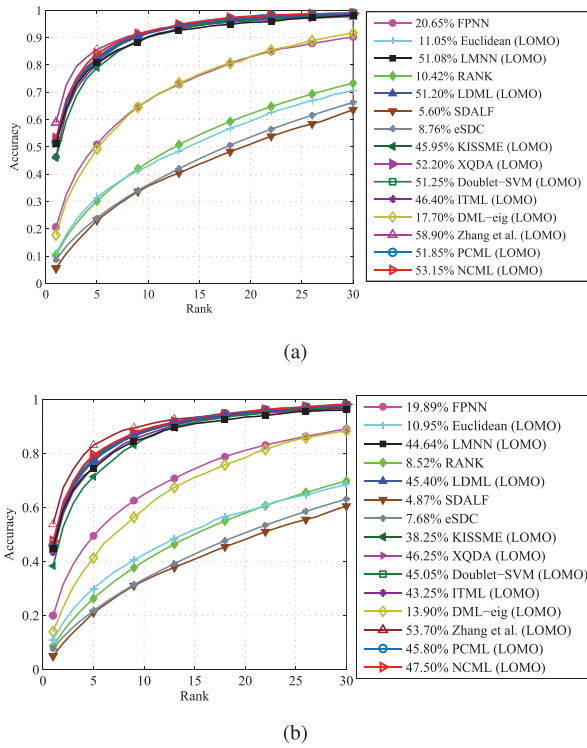 1
0.9
0.8
0.7
0.6
0.5
0.4
0.3
0.2
0.1
0
0 5 10 15 20 25 30
Accuracy
Rank
20.65% FPNN
11.05% Euclidean (LOMO)
51.08% LMNN (LOMO)
10.42% RANK
51.20% LDML (LOMO)
5.60% SDALF
8.76% eSDC
45.95% KISSME (LOMO)
52.20% XQDA (LOMO)
51.25% Doublet-SVM (LOMO)
46.40% ITML (LOMO)
17.70% DML-eig (LOMO)
58.90% Zhang et al. (LOMO)
51.85% PCML (LOMO)
53.15% NCML (LOMO)
(a)
1
0.8
0.6
0.4
0.2
0
0 5 10 15 20 25 30
Accuracy
Rank
19.89% FPNN
10.95% Euclidean (LOMO)
44.64% LMNN (LOMO)
8.52% RANK
45.40% LDML (LOMO)
4.87% SDALF
7.68% eSDC
38.25% KISSME (LOMO)
46.25% XQDA (LOMO)
45.05% Doublet-SVM (LOMO)
43.25% ITML (LOMO)
13.90% DML-eig (LOMO)
53.70% Zhang et al. (LOMO)
45.80% PCML (LOMO)
47.50% NCML (LOMO)
(b)